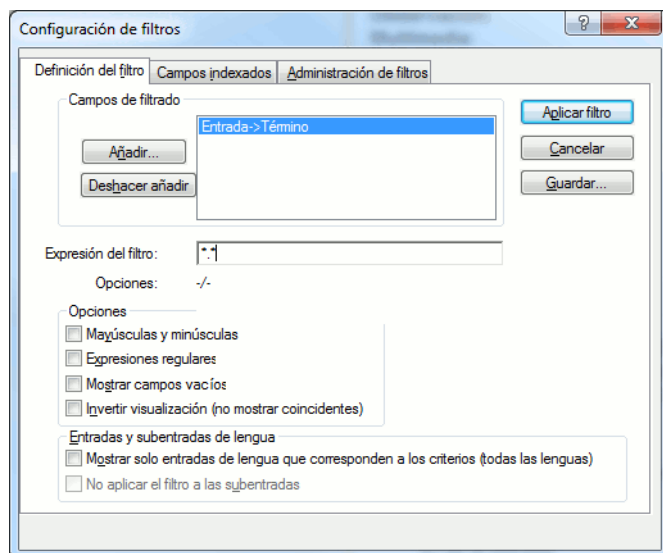 Configuración de filtros
Definición del filtro
Campos indexados
Administración de filtros
Campos de filtrado
Entrada->Término
Añadir...
Deshacer añadir
Aplicar filtro
Cancelar
Guardar...
Expresión del filtro: *.*
Opciones: -/-
Opciones
Mayúsculas y minúsculas
Expresiones regulares
Mostrar campos vacíos
Invertir visualización (no mostrar coincidentes)
Entradas y subentradas de lengua
Mostrar solo entradas de lengua que corresponden a los criterios (todas las lenguas)
No aplicar el filtro a las subentradas